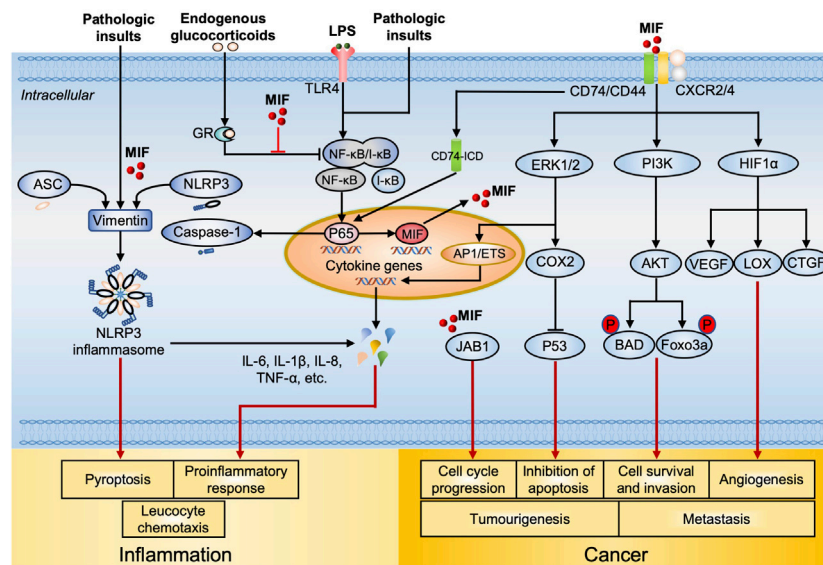 Pathologic
insults
Endogenous
glucocorticoids
LPS
Pathologic
insults
MIF
TLR4
CD74/CD44
CXCR2/4
Intracellular
MIF
GR
NF-κB/I-κB
CD74-ICD
ERK1/2
PI3K
HIF1α
MIF
ASC
NLRP3
NF-κB
I-κB
MIF
Vimentin
Caspase-1
P65
MIF
AP1/ETS
COX2
AKT
VEGF
LOX
CTGF
Cytokine genes
NLRP3
inflammasome
IL-6, IL-1β, IL-8,
TNF-α, etc.
MIF
JAB1
P53
P
BAD
P
Foxo3a
Pyroptosis
Proinflammatory
response
Leucocyte
chemotaxis
Inflammation
Cell cycle
progression
Inhibition of
apoptosis
Cell survival
and invasion
Angiogenesis
Tumourigenesis
Metastasis
Cancer